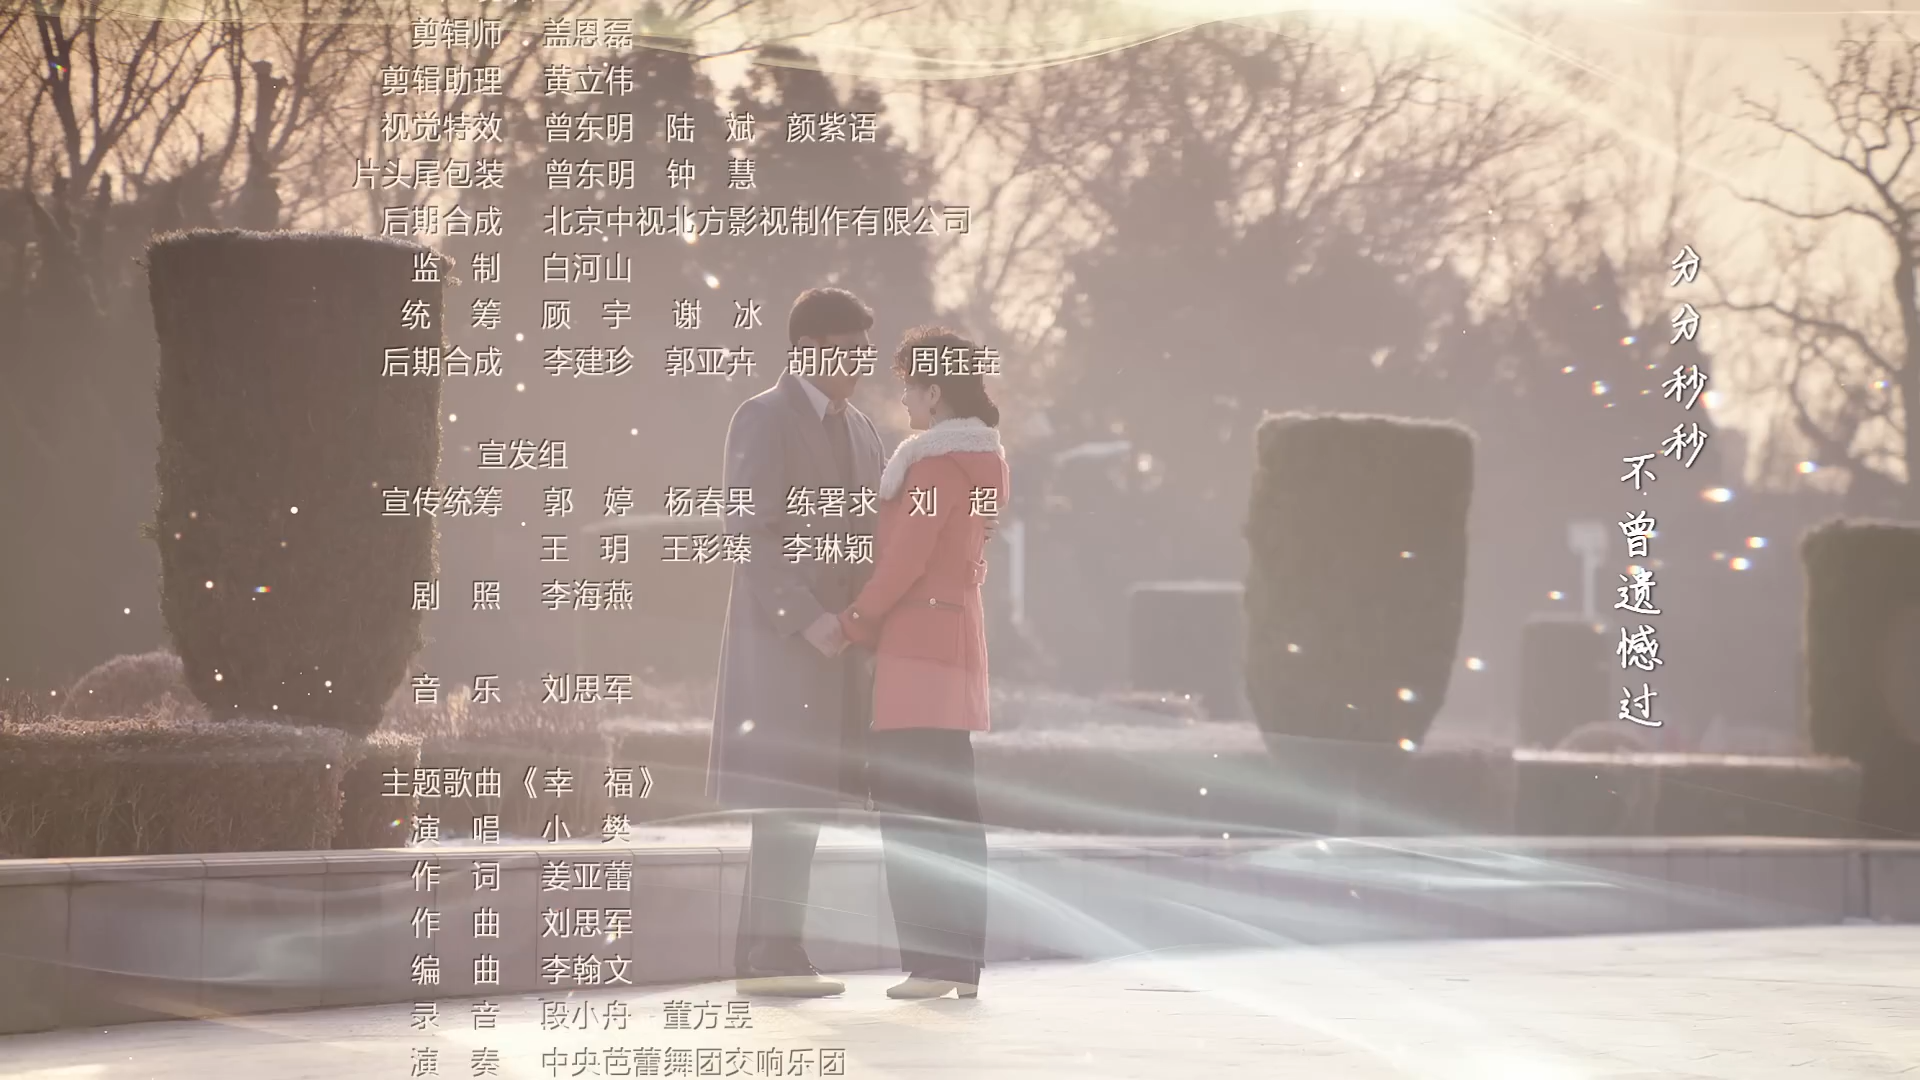 剪辑师 盖恩磊
剪辑助理 黄立伟
视觉特效 曾东明 陆 斌 颜紫语
片头尾包装 曾东明 钟 慧
后期合成 北京中视北方影视制作有限公司
监 制 白河山
统 筹 顾 宇 谢 冰
后期合成 李建珍 郭亚卉 胡欣芳 周钰垚
宣发组
宣传统筹 郭 婷 杨春果 练署求 刘 超
王 玥 王彩臻 李琳颖
剧 照 李海燕
音 乐 刘思军
主题歌曲《幸 福》
演 唱 小 樊
作 词 姜亚蕾
作 曲 刘思军
编 曲 李翰文
录 音 段小舟 董方昱
演 奏 中央芭蕾舞团交响乐团
分分秒秒
不曾遗憾过